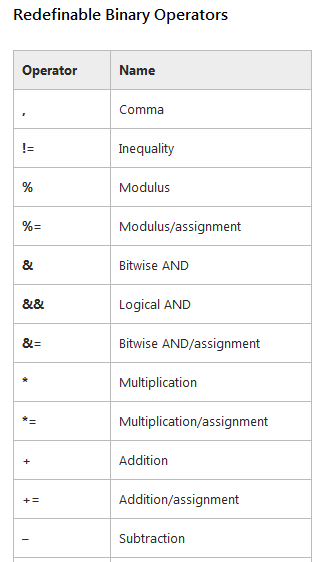 Redefinable Binary Operators
Operator Name
, Comma
!= Inequality
% Modulus
%= Modulus/assignment
& Bitwise AND
&& Logical AND
&= Bitwise AND/assignment
* Multiplication
*= Multiplication/assignment
+ Addition
+= Addition/assignment
– Subtraction